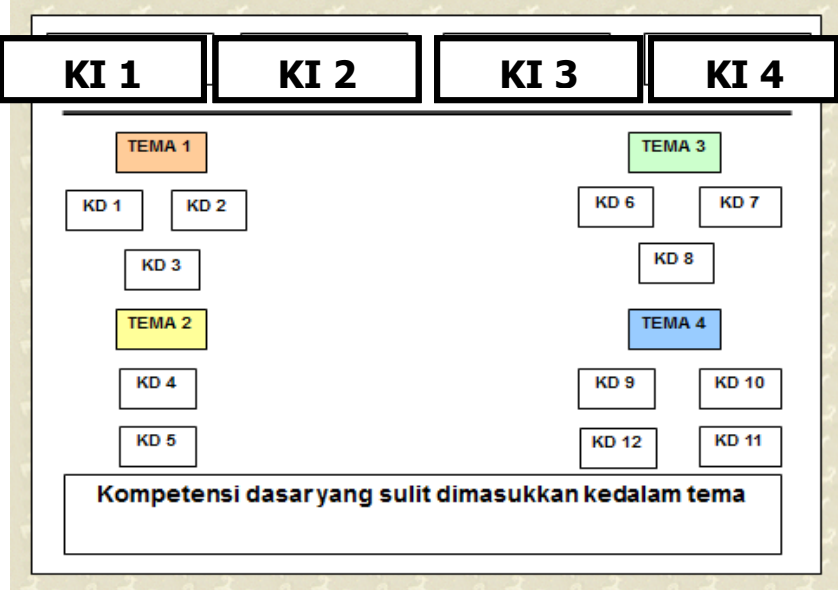 KI 1 KI 2 KI 3 KI 4
TEMA 1 TEMA 3
KD 1 KD 2 KD 6 KD 7
KD 3 KD 8
TEMA 2 TEMA 4
KD 4 KD 9 KD 10
KD 5 KD 12 KD 11
Kompetensi dasar yang sulit dimasukkan kedalam tema